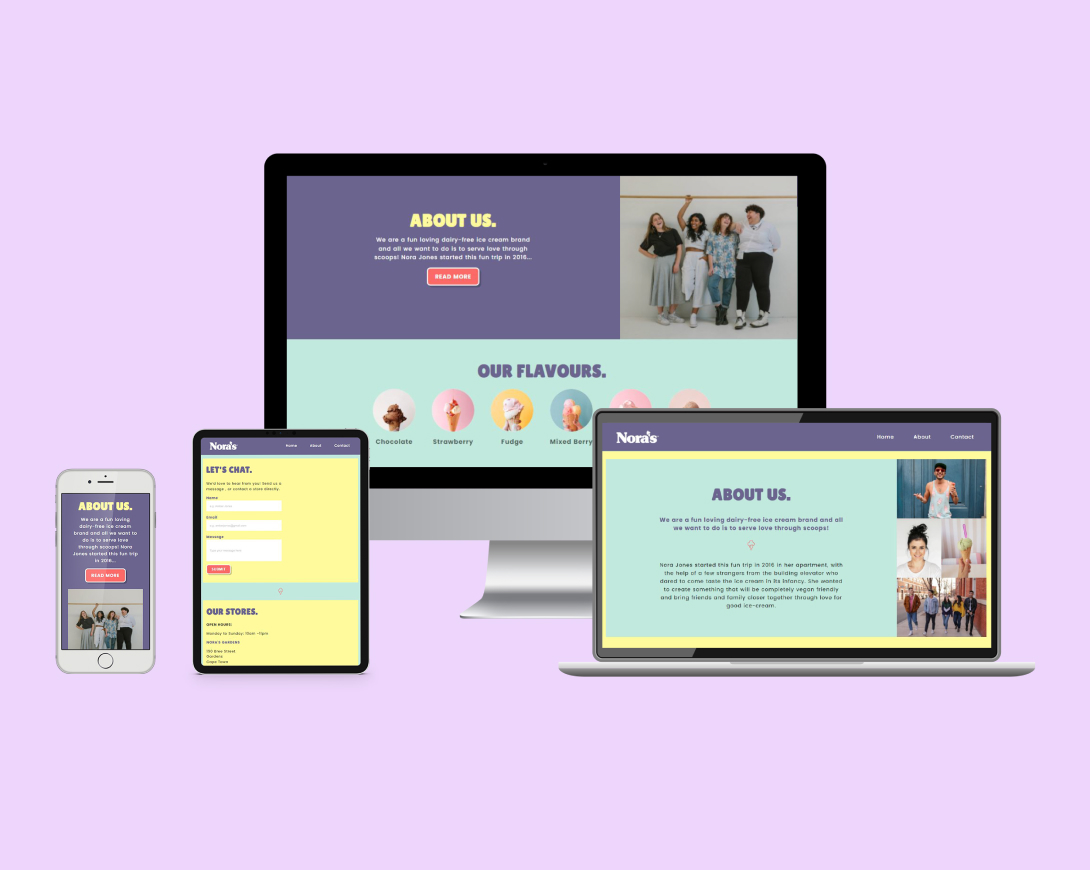 ABOUT US.
We are a fun loving dairy-free ice cream brand
and all we want to do is to serve love through
scoops! Nora Jones started this fun trip in 2016...
READ MORE
OUR FLAVOURS.
Chocolate Strawberry Fudge Mixed Berry
ABOUT US.
We are a fun loving
dairy-free ice cream
brand and all we want to
do is to serve love
through scoops! Nora
Jones started this fun trip
in 2016...
READ MORE
Nora's Home About Contact
LET'S CHAT.
We'd love to hear from you! Send us a
message - or contact a store directly.
Name
Email
Message
SUBMIT
OUR STORES.
OPEN HOURS:
Monday to Sunday: 10am -11pm
NORA'S GARDENS
Bree Street
Gardens
Cape Town
Nora's Home About Contact
ABOUT US.
We are a fun loving dairy-free ice cream brand and all
we want to do is to serve love through scoops!
Nora Jones started this fun trip in 2016 in her apartment, with
the help of a few strangers from the building elevator who
dared to come taste the ice cream in its infancy. She wanted
to create something that will be completely vegan friendly
and bring friends and family closer together through love for
good ice-cream.